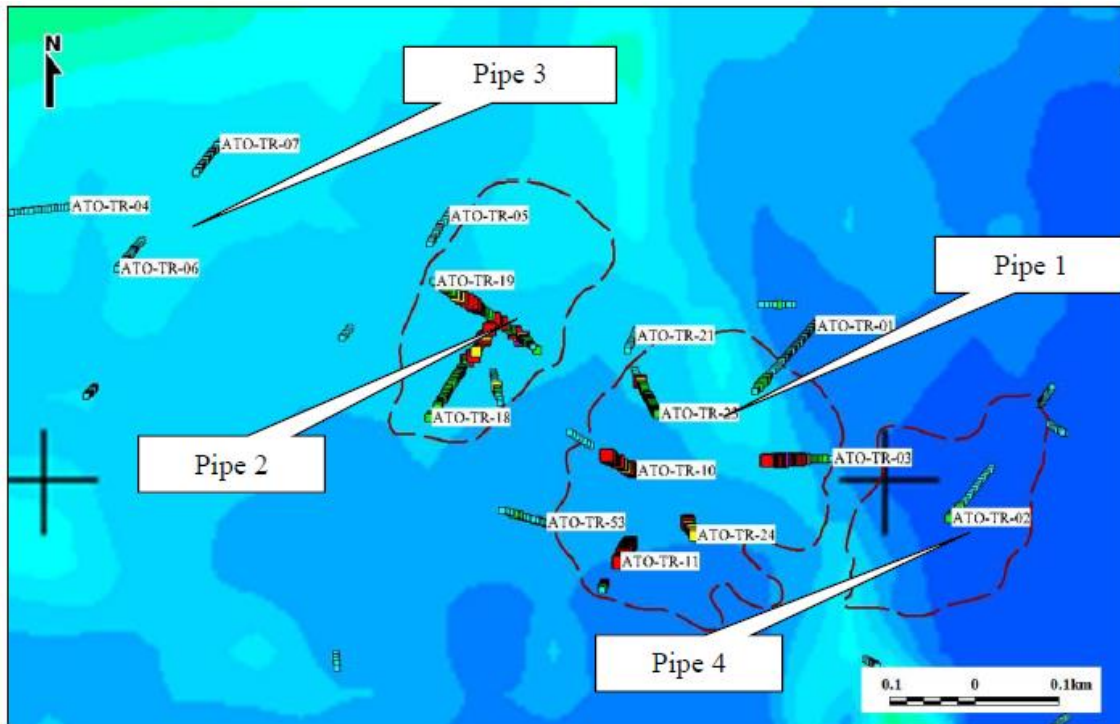 N
Pipe 3
ATO-TR-07
ATO-TR-04
ATO-TR-05
ATO-TR-06
Pipe 1
ATO-TR-19
ATO-TR-01
ATO-TR-21
ATO-TR-18
ATO-TR-23
Pipe 2
ATO-TR-10
ATO-TR-03
ATO-TR-53
ATO-TR-02
ATO-TR-24
ATO-TR-11
Pipe 4
0.1 0 0.1km